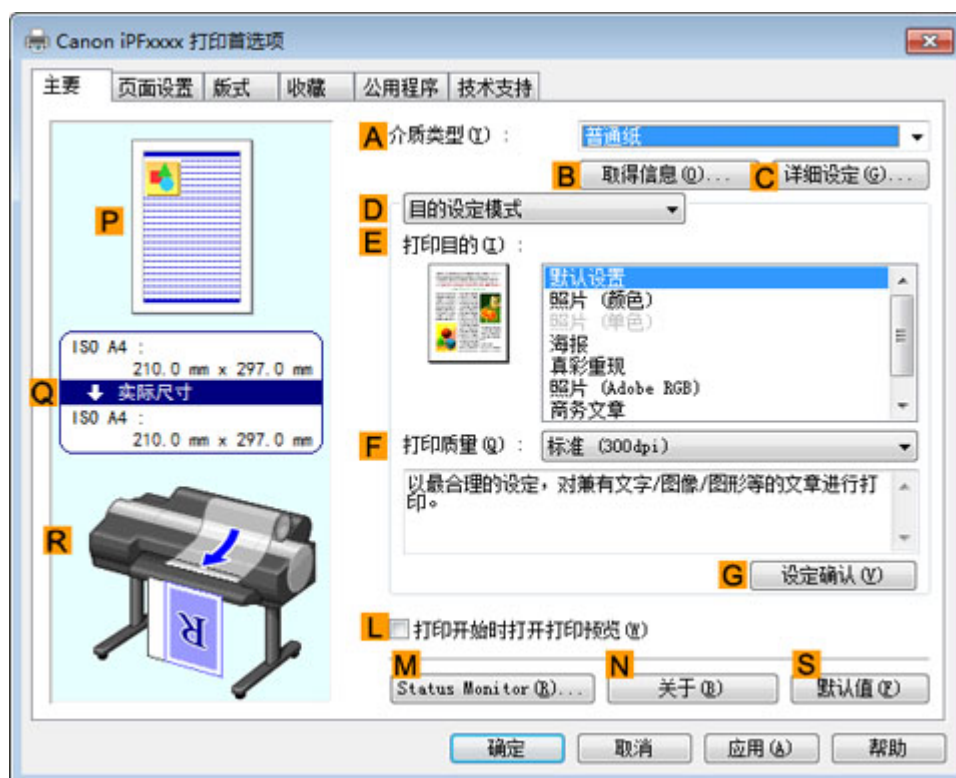 Canon iPFxxxx 打印首选项
主要 页面设置 版式 收藏 公用程序 技术支持
A 介质类型(Y) : 普通纸
B 取得信息(O)... C 详细设定(G)...
D 目的设定模式
E 打印目的(I) :
默认设置
照片 (颜色)
照片 (单色)
海报
真彩重现
照片 (Adobe RGB)
商务文章
F 打印质量(Q) : 标准 (300dpi)
以最合理的设定，对兼有文字/图像/图形等的文章进行打
印。
G 设定确认(V)
L 打印开始时打开打印预览(W)
M Status Monitor(R)...
N 关于(B)
S 默认值(F)
P
ISO A4 :
210.0 mm x 297.0 mm
Q 实际尺寸
ISO A4 :
210.0 mm x 297.0 mm
R
R
确定 取消 应用(A) 帮助